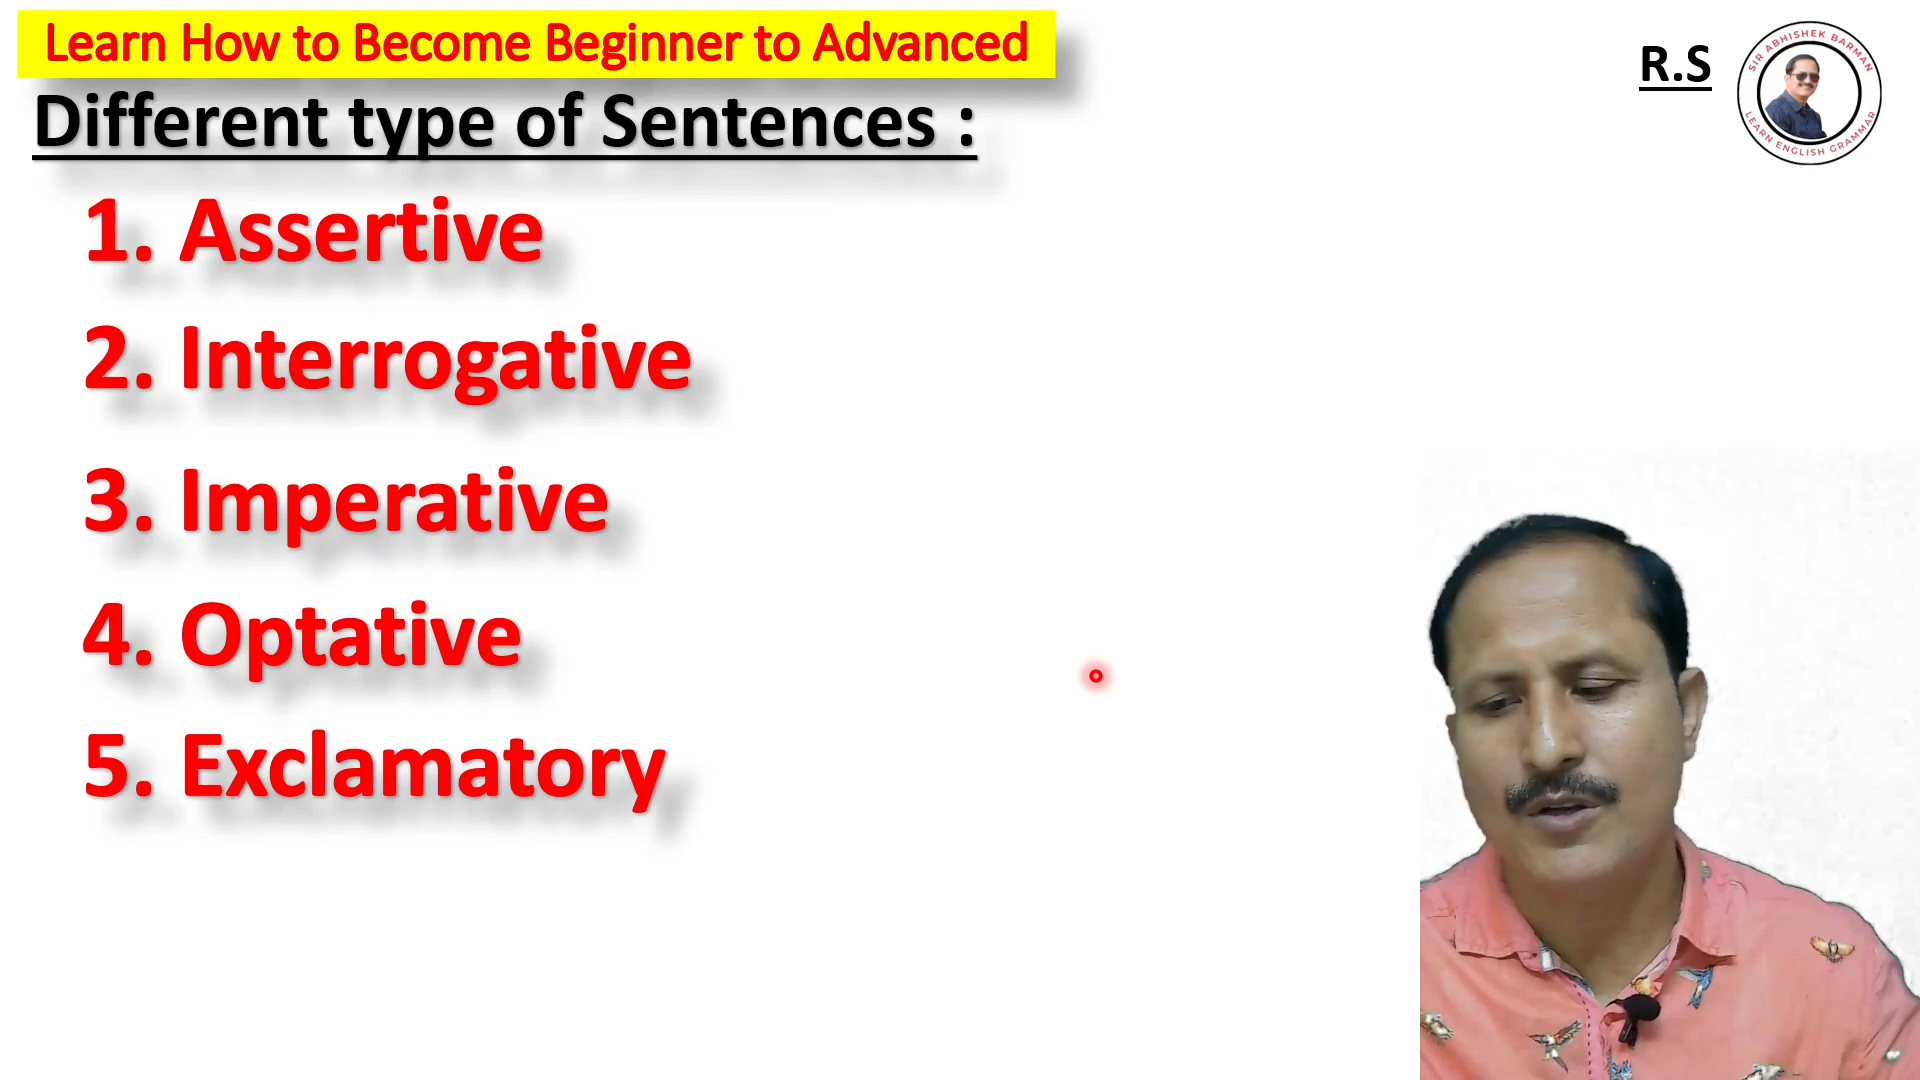 Learn How to Become Beginner to Advanced
R.S
SIR ABHISHEK BARMAN
LEARN ENGLISH GRAMMAR
Different type of Sentences :
1. Assertive
2. Interrogative
3. Imperative
4. Optative
5. Exclamatory